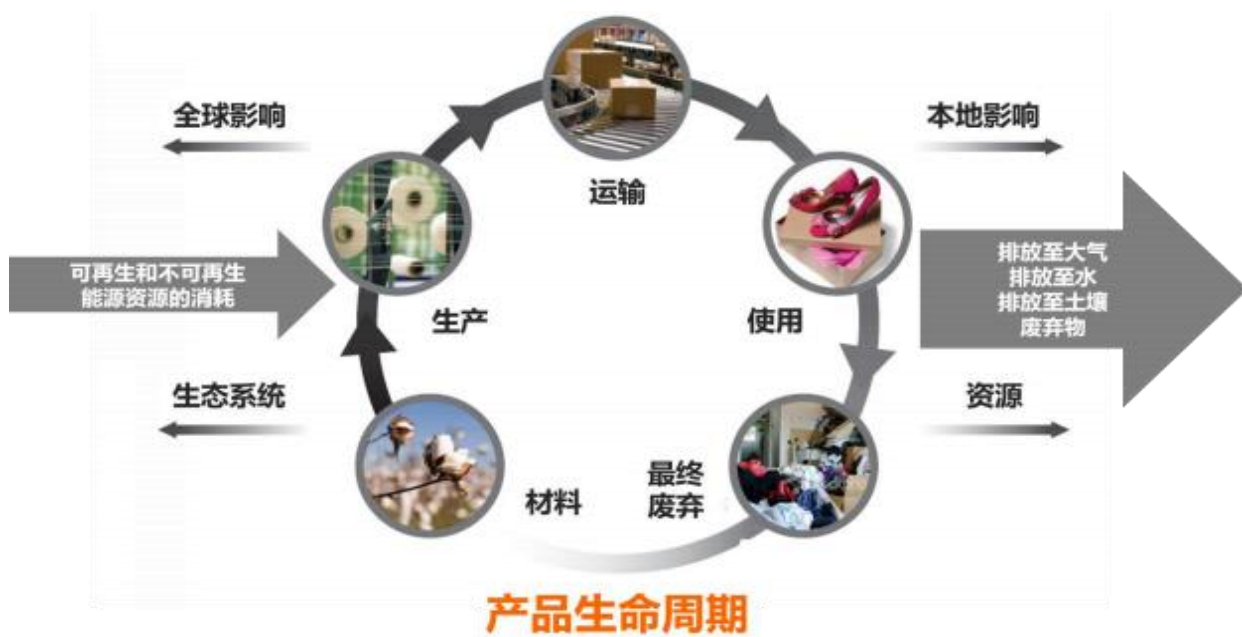 全球影响
本地影响
运输
可再生和不可再生
能源资源的消耗
排放至大气
排放至水
排放至土壤
废弃物
生产
使用
生态系统
资源
材料
最终
废弃
产品生命周期